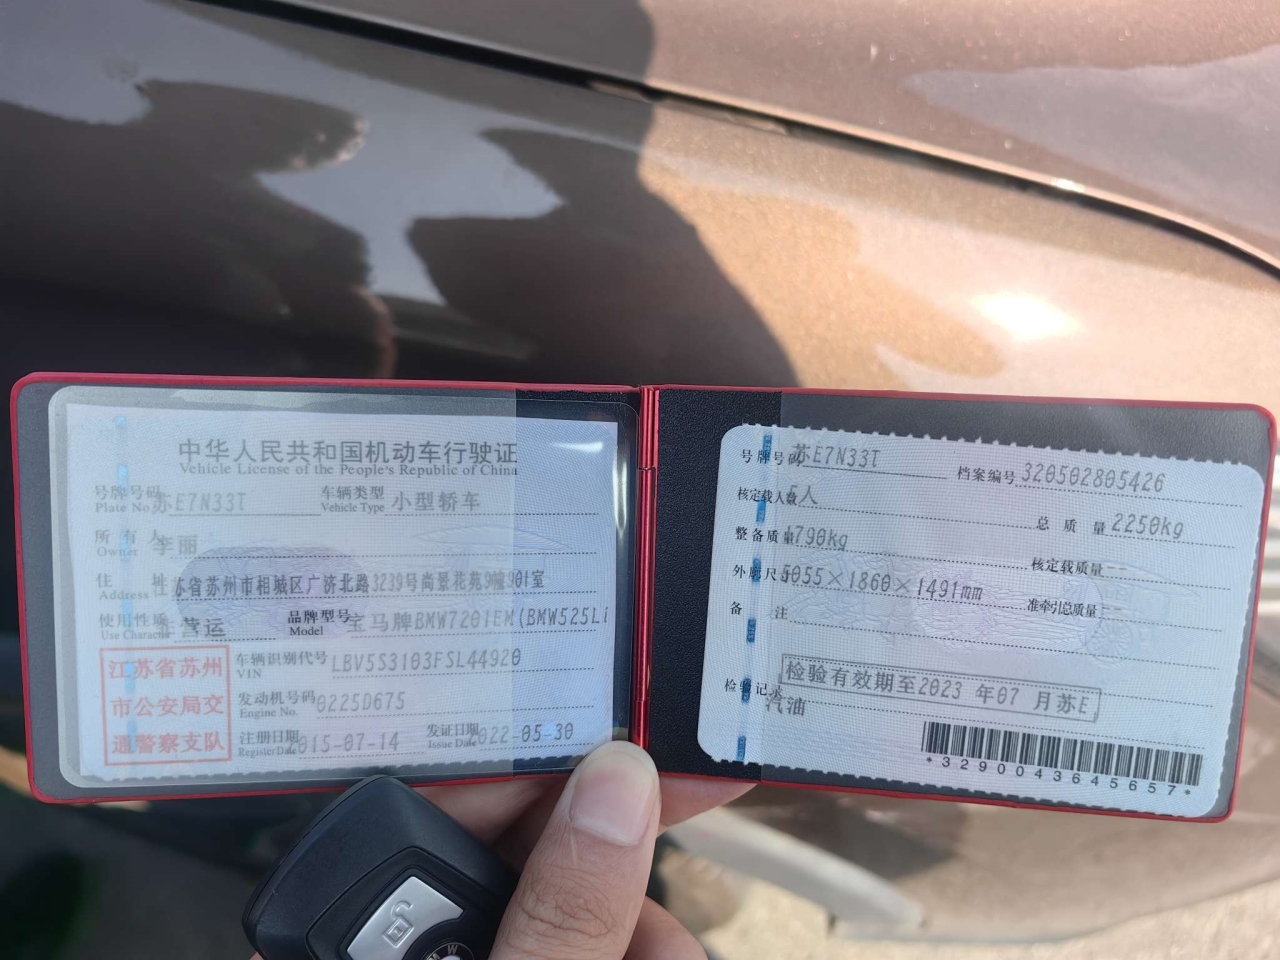 中华人民共和国机动车行驶证
Vehicle License of the People's Republic of China
号牌号码 苏E7N33T 车辆类型 小型轿车
Plate No. Vehicle Type
所有人 李丽
Owner
住址 苏省苏州市相城区广济北路3239号尚景花苑9幢901室
Address
使用性质 营运 品牌型号 宝马牌BMW7201EM(BMW525Li
Use Character Model
江苏省苏州
市公安局交
通警察支队
车辆识别代号 LBV5S3103FSL44920
VIN
发动机号码 0225D675
Engine No.
注册日期 015-07-14 发证日期 022-05-30
Register Date Issue Date
号牌号码 苏E7N33T 档案编号 320502805426
核定载人数 5人 总质量 2250kg
整备质量 1790kg 核定载质量 --
外廓尺 5055×1860×1491mm 准牵引总质量 --
备注
检验有效期至2023年07月苏E
检验记录 汽油
*3290043645657*